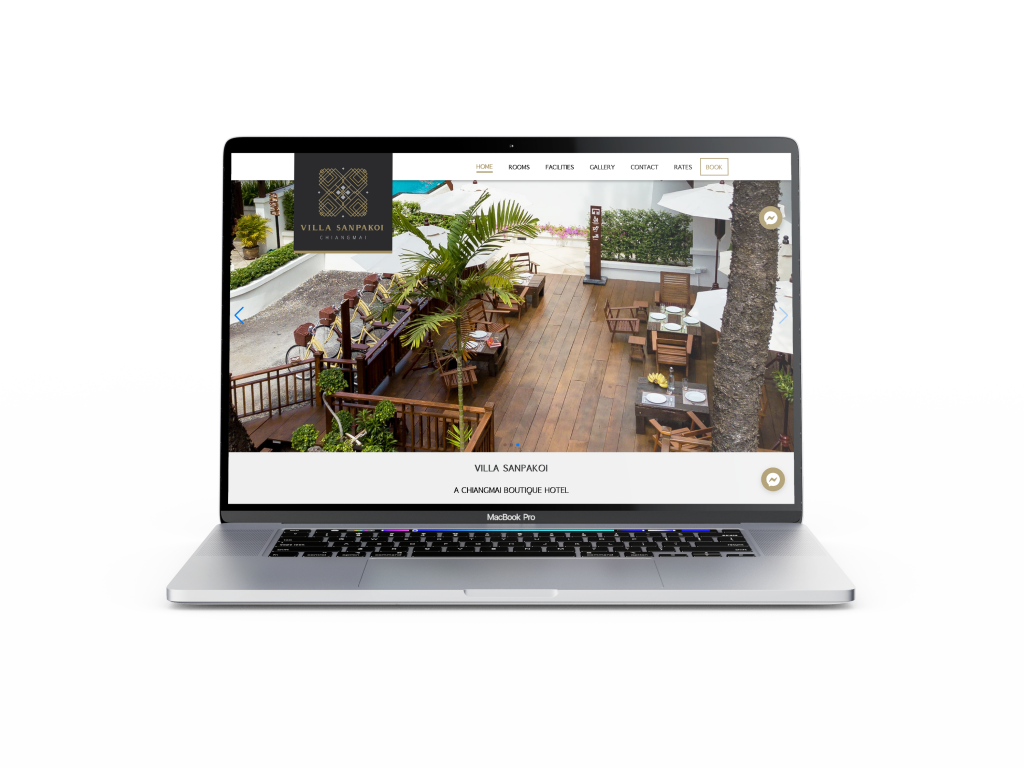 HOME ROOMS FACILITIES GALLERY CONTACT RATES BOOK
VILLA SANPAKOI
CHIANGMAI
VILLA SANPAKOI
A CHIANGMAI BOUTIQUE HOTEL
MacBook Pro